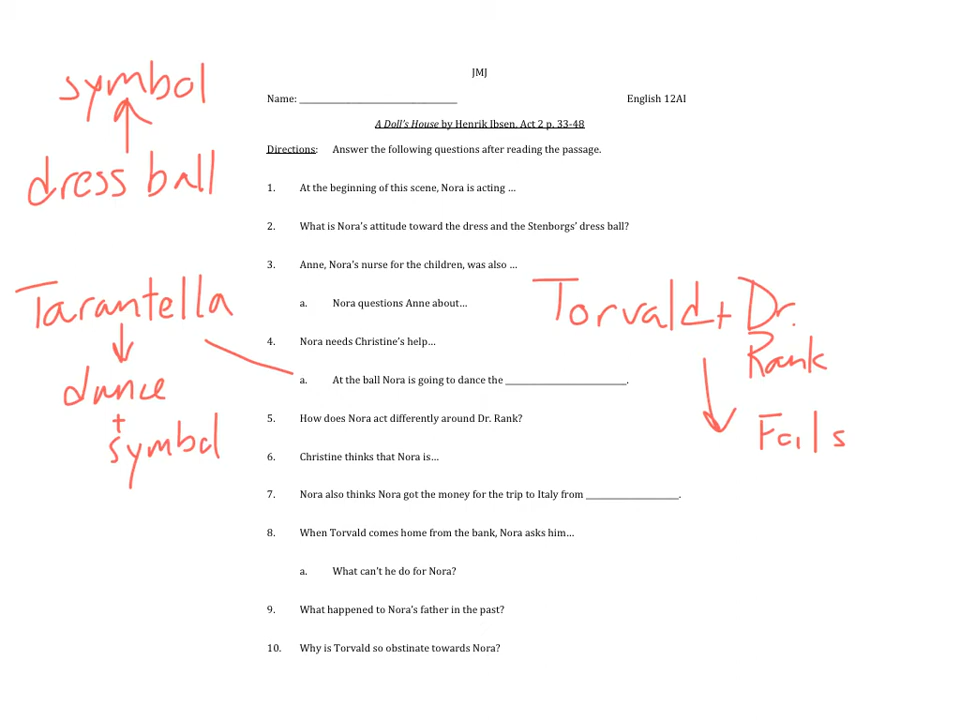 JMJ
Name: ____________________ English 12AI
A Doll's House by Henrik Ibsen, Act 2 p. 33-48
Directions: Answer the following questions after reading the passage.
1. At the beginning of this scene, Nora is acting …
2. What is Nora's attitude toward the dress and the Stenborgs' dress ball?
3. Anne, Nora's nurse for the children, was also …
a. Nora questions Anne about…
4. Nora needs Christine's help…
a. At the ball Nora is going to dance the ____________________.
5. How does Nora act differently around Dr. Rank?
6. Christine thinks that Nora is…
7. Nora also thinks Nora got the money for the trip to Italy from ____________________.
8. When Torvald comes home from the bank, Nora asks him…
a. What can't he do for Nora?
9. What happened to Nora's father in the past?
10. Why is Torvald so obstinate towards Nora?
symbol
dress ball
Tarantella
dance
+
symbol
Torvald + Dr.
Rank
Foils